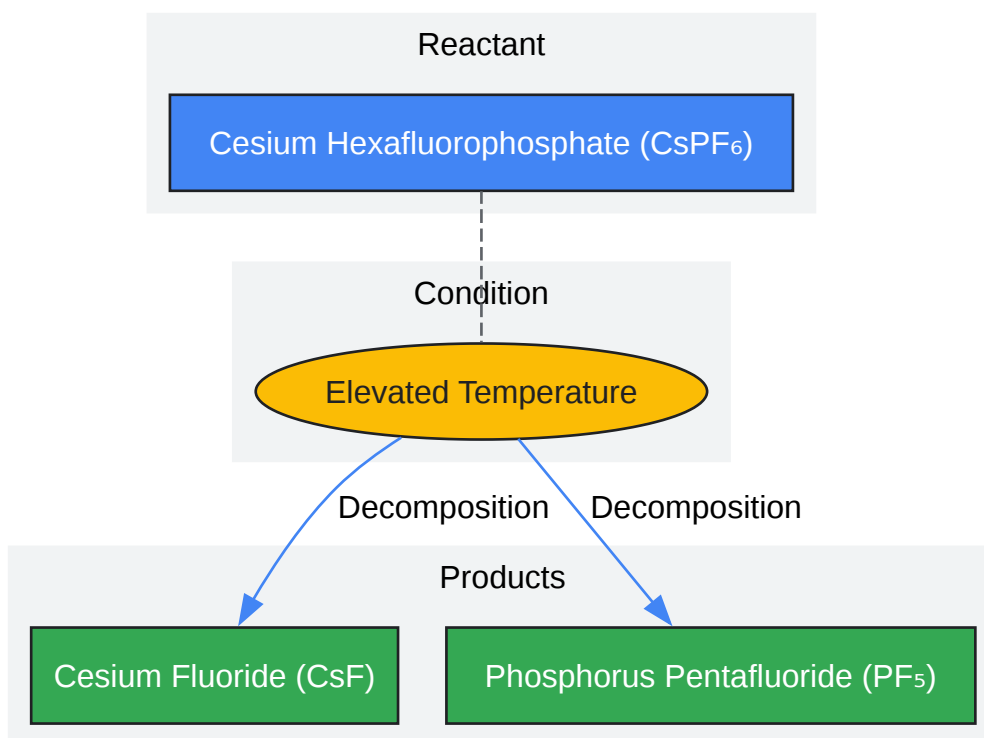 Reactant
Cesium Hexafluorophosphate (CsPF₆)
Condition
Elevated Temperature
Decomposition
Decomposition
Products
Cesium Fluoride (CsF)
Phosphorus Pentafluoride (PF₅)